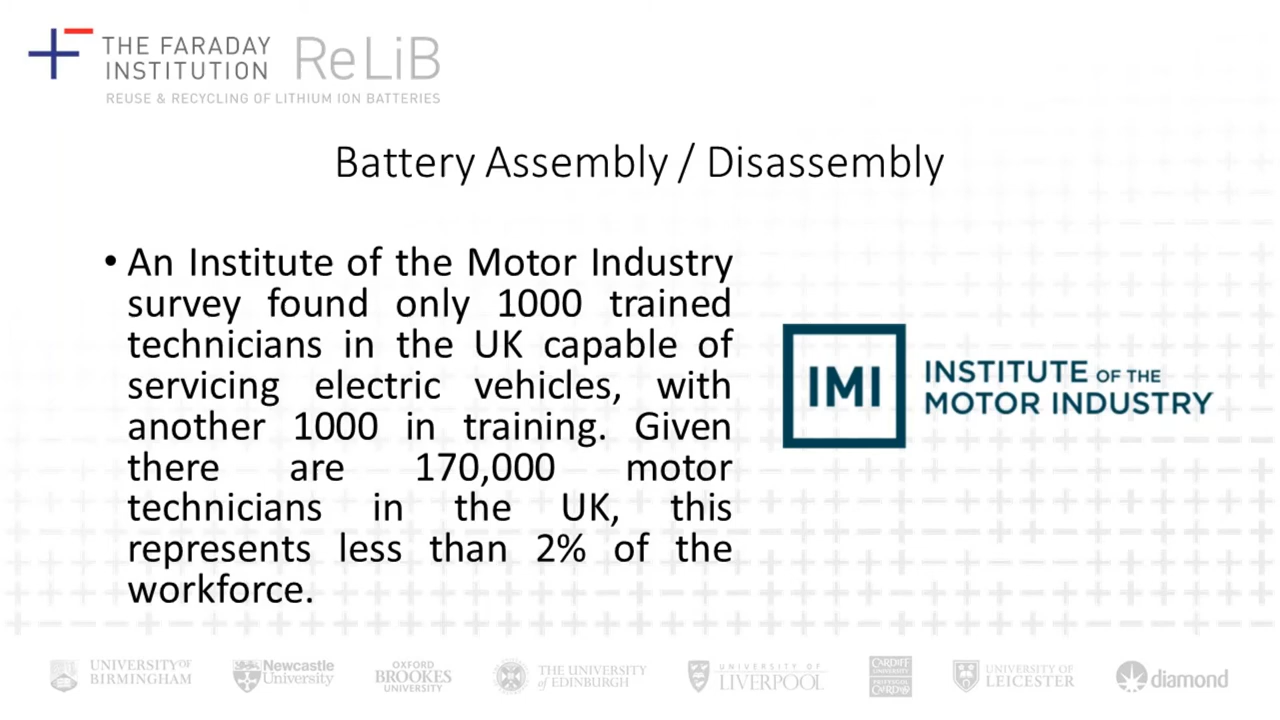 THE FARADAY
INSTITUTION
ReLiB
REUSE & RECYCLING OF LITHIUM ION BATTERIES
Battery Assembly / Disassembly
• An Institute of the Motor Industry
survey found only 1000 trained
technicians in the UK capable of
servicing electric vehicles, with
another 1000 in training. Given
there are 170,000 motor
technicians in the UK, this
represents less than 2% of the
workforce.
IMI
INSTITUTE OF THE
MOTOR INDUSTRY
UNIVERSITY OF
BIRMINGHAM
Newcastle
University
OXFORD
BROOKES
UNIVERSITY
THE UNIVERSITY
of EDINBURGH
UNIVERSITY OF
LIVERPOOL
CARDIFF
UNIVERSITY
PRIFYSGOL
CAERDYDD
UNIVERSITY OF
LEICESTER
diamond